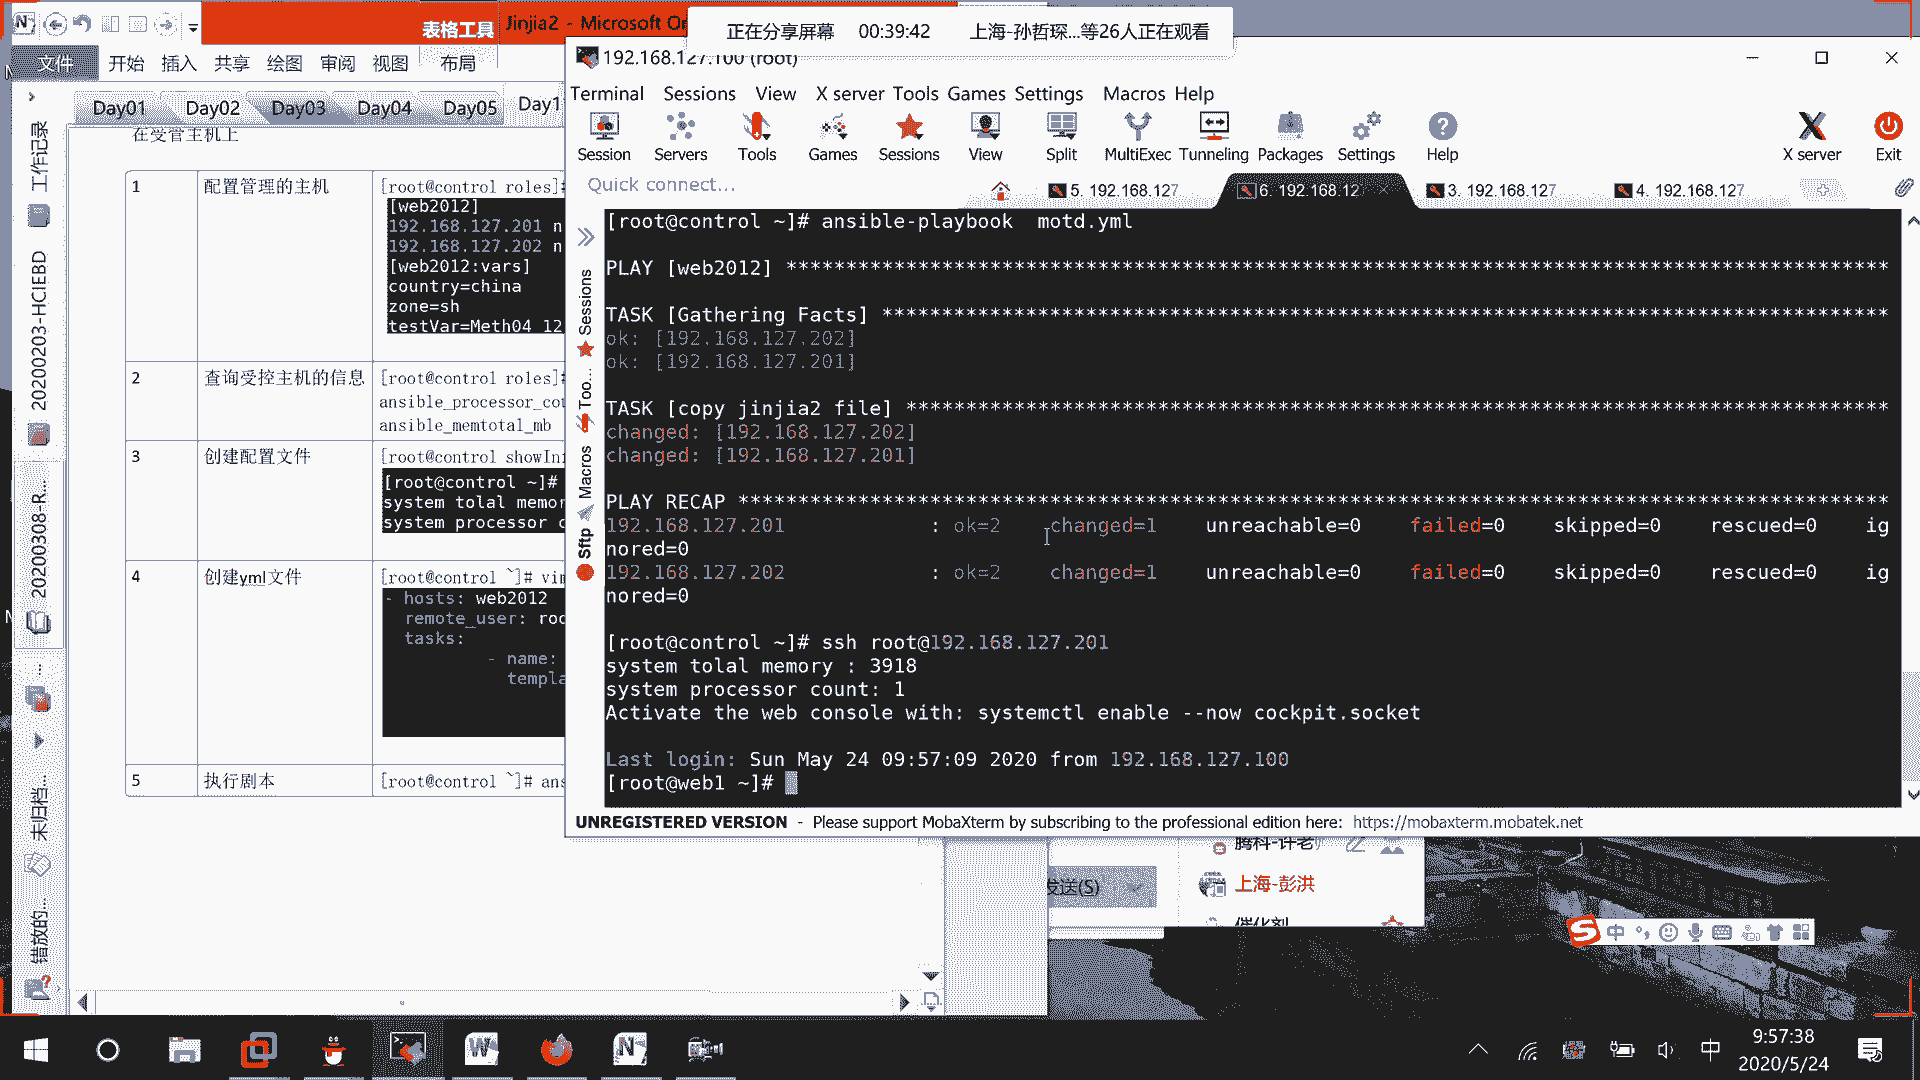 表格工具
Jinjia2 - Microsoft O
正在分享屏幕 00:39:42 上海-孙哲琛...等26人正在观看
文件 开始 插入 共享 绘图 审阅 视图 布局
192.168.127.100 (root)
Terminal Sessions View X server Tools Games Settings Macros Help
Day01 Day02 Day03 Day04 Day05 Day1
Session Servers Tools Games Sessions View Split MultiExec Tunneling Packages Settings Help X server Exit
Quick connect...
5. 192.168.127 6. 192.168.12 3. 192.168.127 4. 192.168.127
工作记录
20200203-HCIEBD
20200308-R...
...
未归档...
错放的...
在受管主机上
1 配置管理的主机 [root@control roles]#
[web2012]
192.168.127.201 n
192.168.127.202 n
[web2012:vars]
country=china
zone=sh
testVar=Meth04 12
2 查询受控主机的信息 [root@control roles]#
ansible_processor_cou
ansible_memtotal_mb
3 创建配置文件 [root@control showIn
[root@control ~]#
system tolal memor
system processor c
4 创建yml文件 [root@control ~]# vim
- hosts: web2012
remote_user: roo
tasks:
- name:
templa
5 执行剧本 [root@control ~]# ans
Sessions
Too...
Macros
Sftp
[root@control ~]# ansible-playbook  motd.yml
PLAY [web2012] *******************************************************************************************
TASK [Gathering Facts] ***********************************************************************************
ok: [192.168.127.202]
ok: [192.168.127.201]
TASK [copy jinjia2 file] *********************************************************************************
changed: [192.168.127.202]
changed: [192.168.127.201]
PLAY RECAP ***********************************************************************************************
192.168.127.201 : ok=2 changed=1 unreachable=0 failed=0 skipped=0 rescued=0 ig
nored=0
192.168.127.202 : ok=2 changed=1 unreachable=0 failed=0 skipped=0 rescued=0 ig
nored=0
[root@control ~]# ssh root@192.168.127.201
system tolal memory : 3918
system processor count: 1
Activate the web console with: systemctl enable --now cockpit.socket
Last login: Sun May 24 09:57:09 2020 from 192.168.127.100
[root@web1 ~]#
UNREGISTERED VERSION - Please support MobaXterm by subscribing to the professional edition here: https://mobaxterm.mobatek.net
腾科-许老
发送(S)
上海-彭洪
催化剂
中
中
9:57:38
2020/5/24